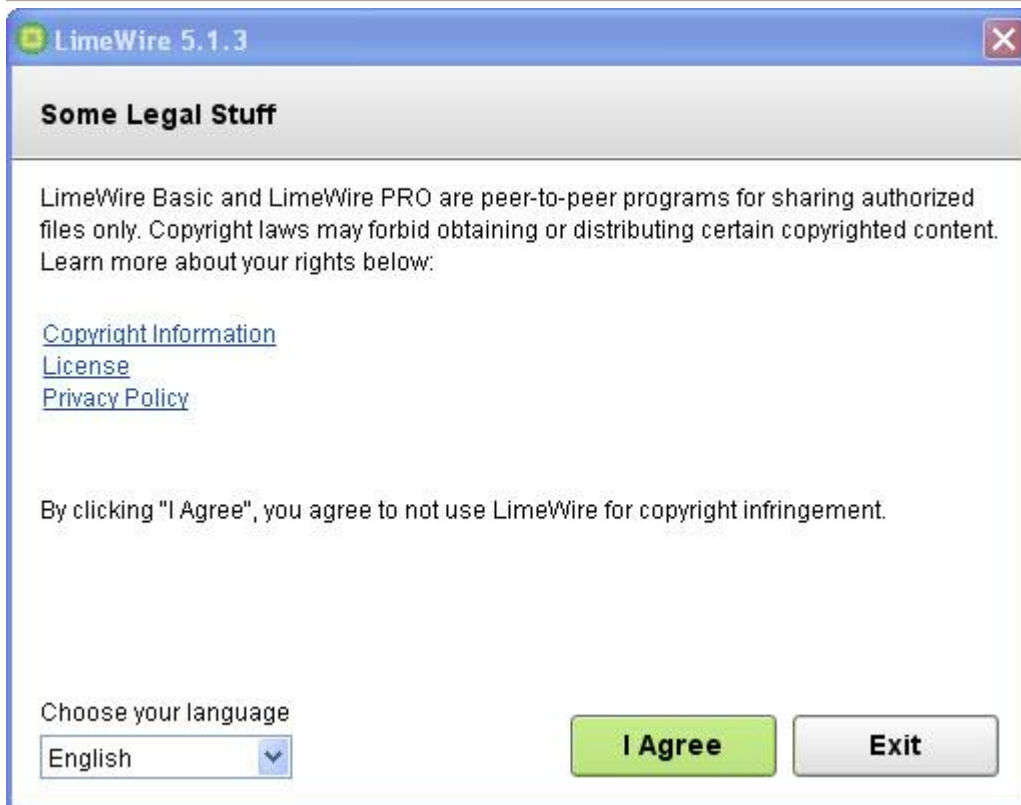 LimeWire 5.1.3
Some Legal Stuff
LimeWire Basic and LimeWire PRO are peer-to-peer programs for sharing authorized
files only. Copyright laws may forbid obtaining or distributing certain copyrighted content.
Learn more about your rights below:
Copyright Information
License
Privacy Policy
By clicking "I Agree", you agree to not use LimeWire for copyright infringement.
Choose your language
English
I Agree
Exit